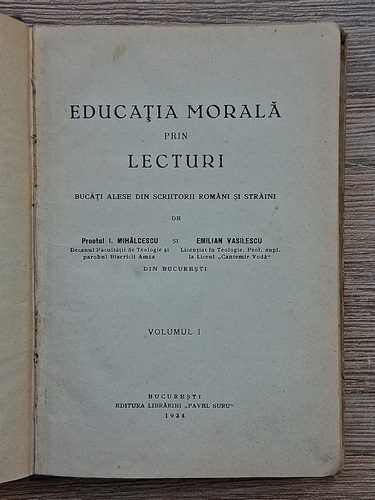 EDUCAŢIA MORALĂ
PRIN
LECTURI
BUCĂŢI ALESE DIN SCRIITORII ROMÂNI ŞI STRĂINI
DE
Preotul I. MIHĂLCESCU ŞI EMILIAN VASILESCU
Decanul Facultăţii de Teologie şi Licenţiat în Teologie. Prof. supl.
parohul Bisericii Amza la Liceul „Cantemir Vodă“
DIN BUCUREŞTI
VOLUMUL I
BUCUREŞTI
EDITURA LIBRĂRIEI „PAVEL SURU“
1934